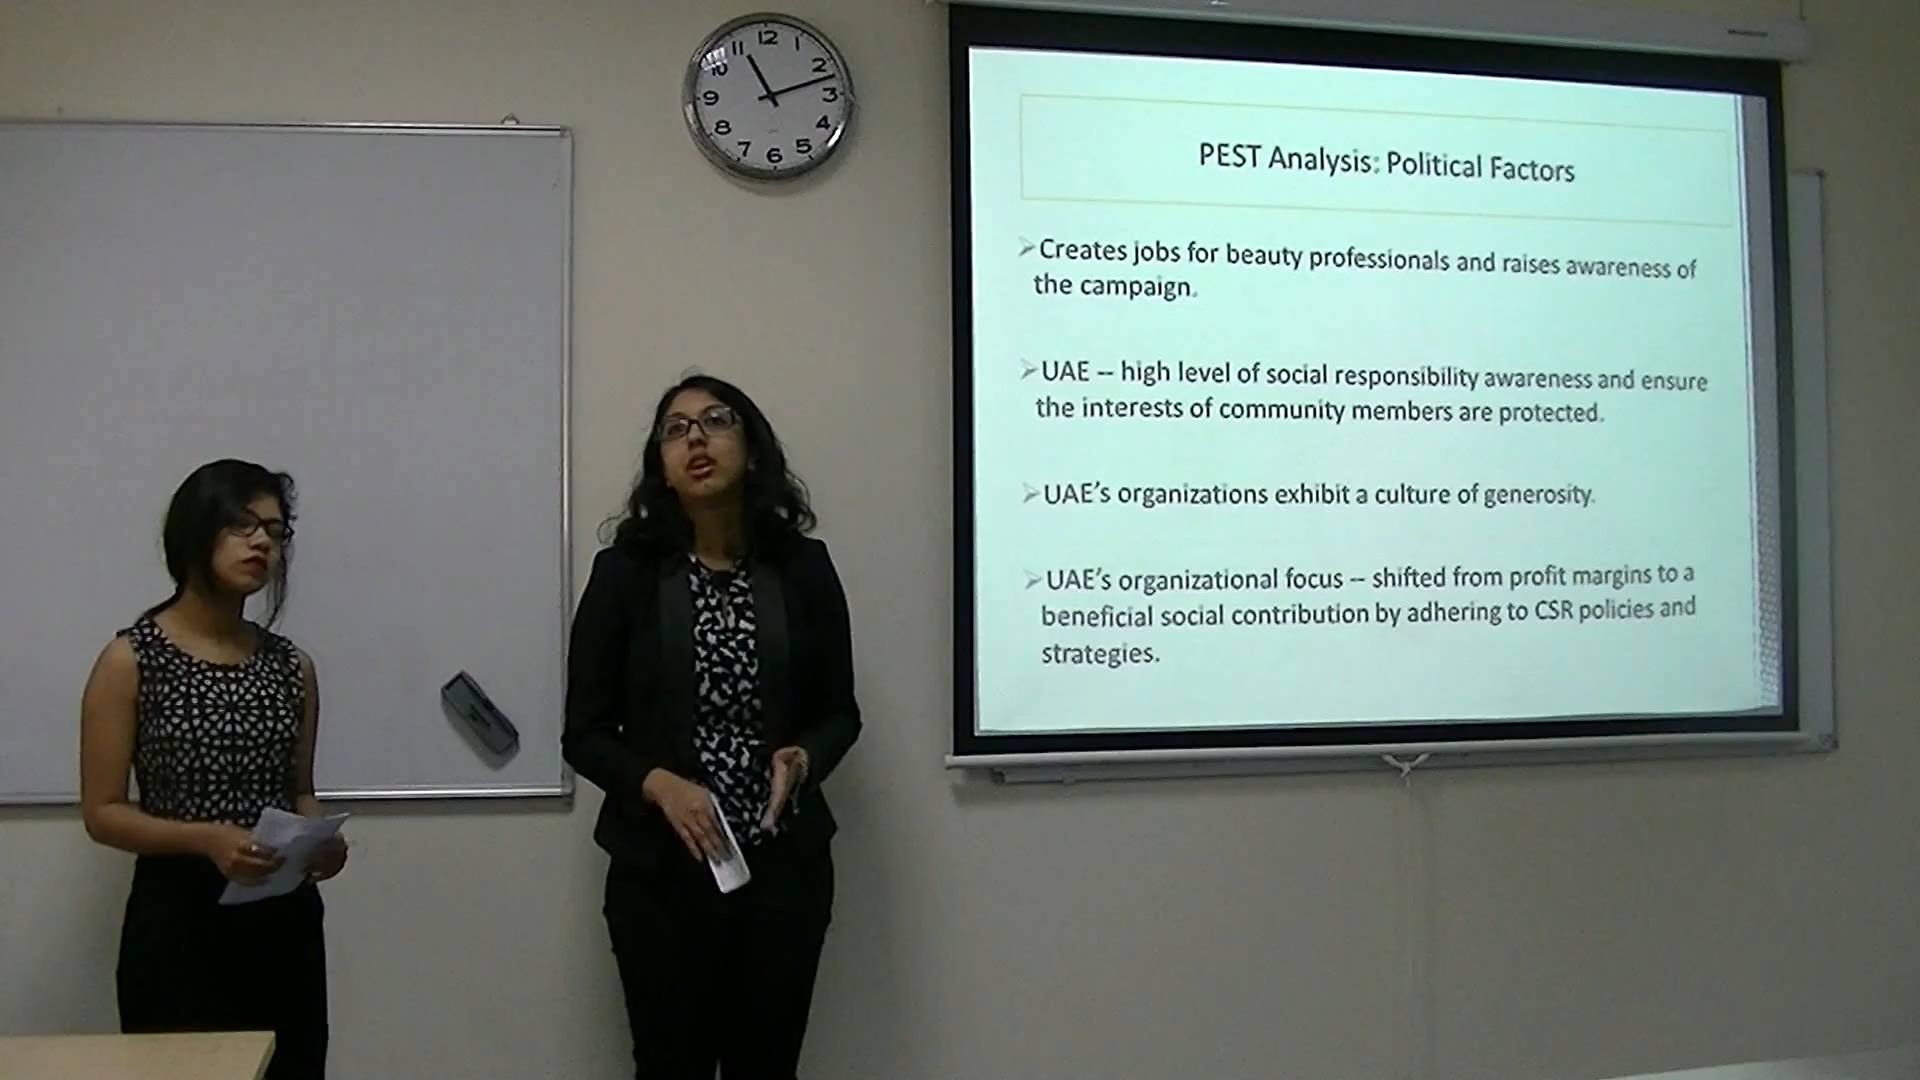 12
1
2
3
4
5
6
7
8
9
10
11
PEST Analysis: Political Factors
Creates jobs for beauty professionals and raises awareness of
the campaign.
UAE – high level of social responsibility awareness and ensure
the interests of community members are protected.
UAE's organizations exhibit a culture of generosity.
UAE's organizational focus – shifted from profit margins to a
beneficial social contribution by adhering to CSR policies and
strategies.